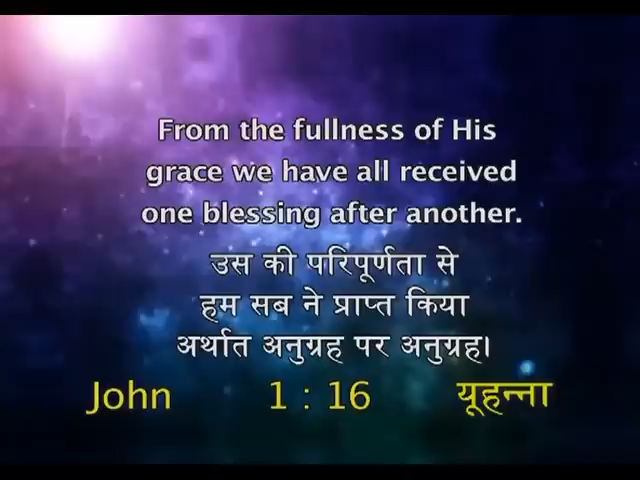 From the fullness of His
grace we have all received
one blessing after another.
उस की परिपूर्णता से
हम सब ने प्राप्त किया
अर्थात अनुग्रह पर अनुग्रह।
John 1 : 16 यूहन्ना